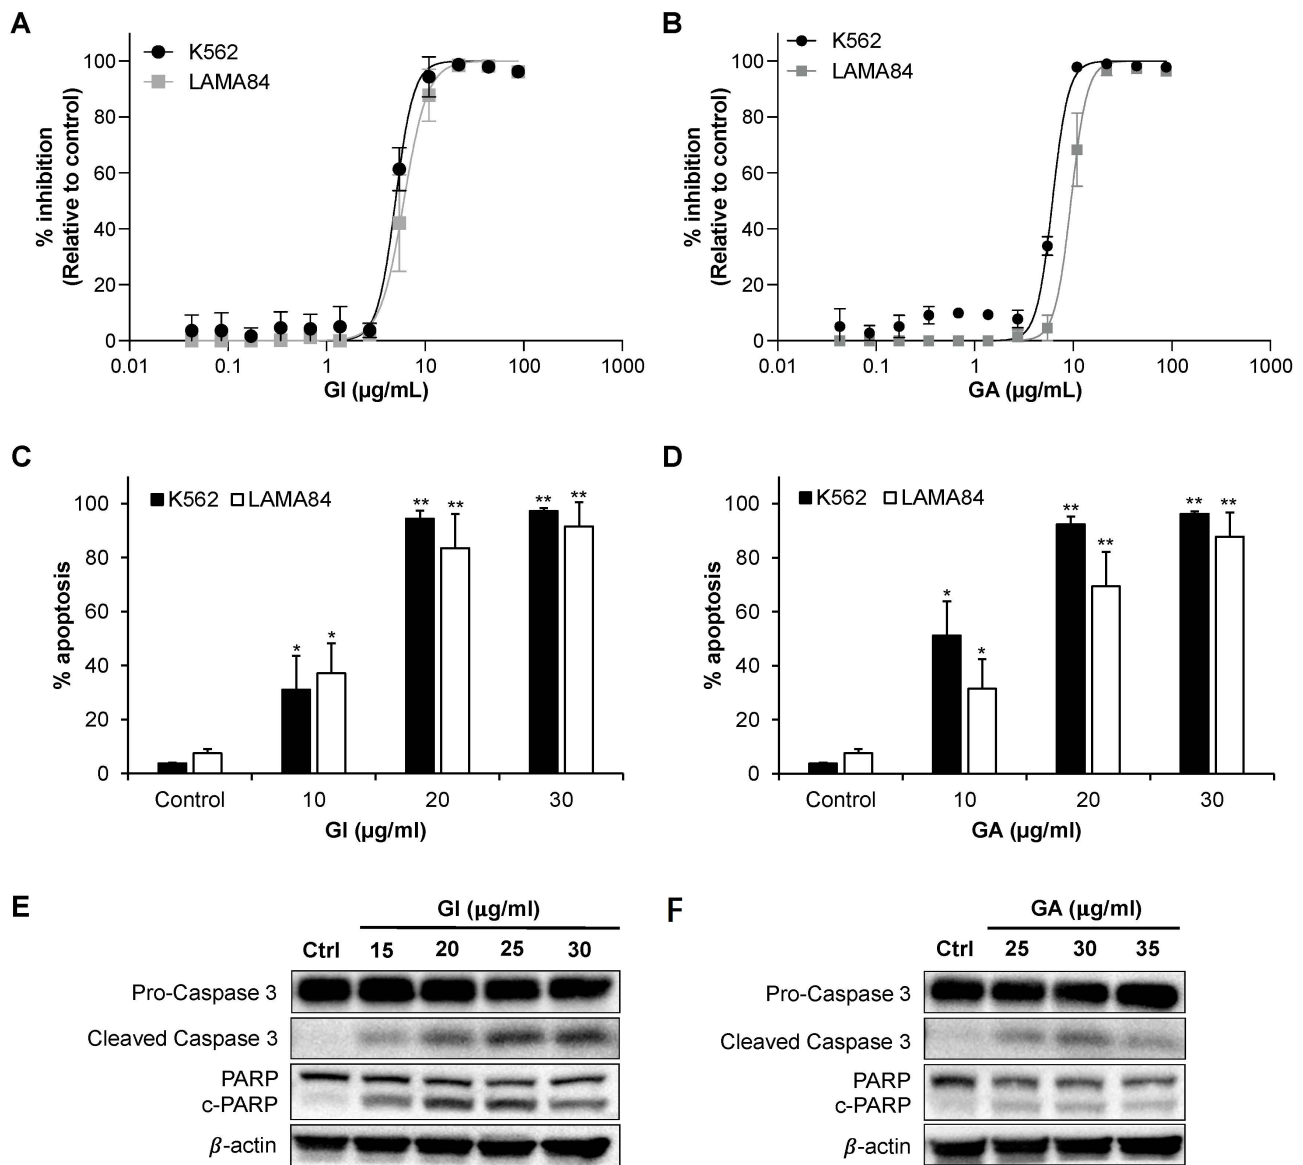 A
K562
LAMA84
% inhibition
(Relative to control)
100
80
60
40
20
0
0.01
0.1
1
10
100
1000
GI (µg/mL)
B
K562
LAMA84
% inhibition
(Relative to control)
100
80
60
40
20
0
0.01
0.1
1
10
100
1000
GA (µg/mL)
C
K562
LAMA84
% apoptosis
100
80
60
40
20
0
*
*
**
**
**
**
Control
10
20
30
GI (µg/ml)
D
K562
LAMA84
% apoptosis
100
80
60
40
20
0
*
*
**
**
**
**
Control
10
20
30
GA (µg/ml)
E
GI (µg/ml)
Ctrl 15 20 25 30
Pro-Caspase 3
Cleaved Caspase 3
PARP
c-PARP
β-actin
F
GA (µg/ml)
Ctrl 25 30 35
Pro-Caspase 3
Cleaved Caspase 3
PARP
c-PARP
β-actin